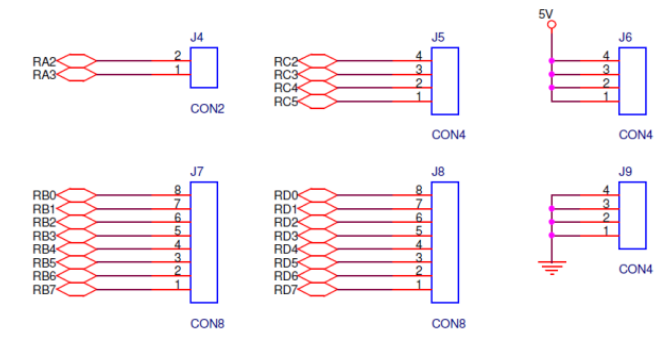 5V
J4
J5
J6
RA2 2
RA3 1
CON2
RC2 4
RC3 3
RC4 2
RC5 1
CON4
4
3
2
1
CON4
J7
J8
J9
RB0 8
RB1 7
RB2 6
RB3 5
RB4 4
RB5 3
RB6 2
RB7 1
CON8
RD0 8
RD1 7
RD2 6
RD3 5
RD4 4
RD5 3
RD6 2
RD7 1
CON8
4
3
2
1
CON4